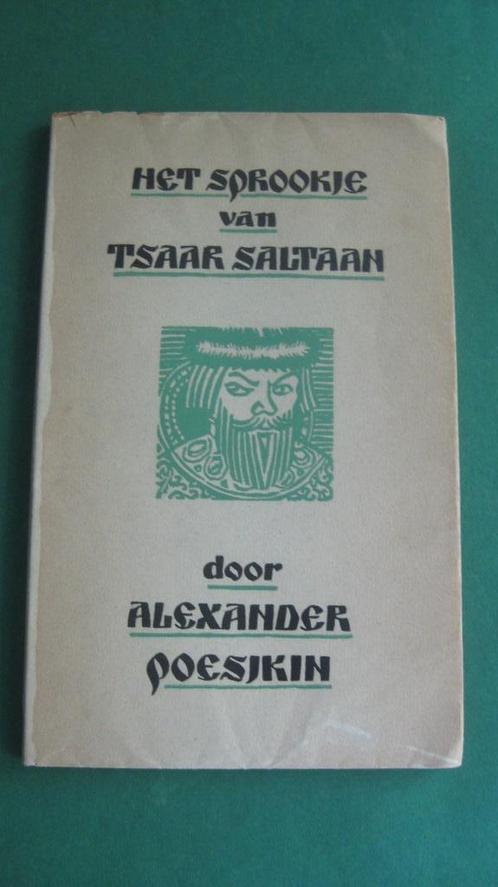 HET SPROOKJE
van
TSAAR SALTAAN
door
ALEXANDER
POESJKIN